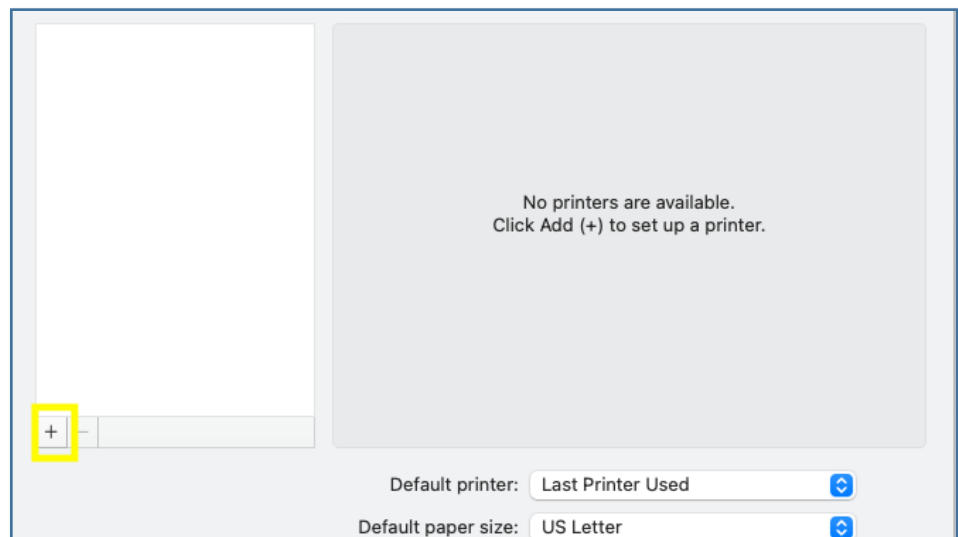 No printers are available.
Click Add (+) to set up a printer.
+ −
Default printer: Last Printer Used
Default paper size: US Letter